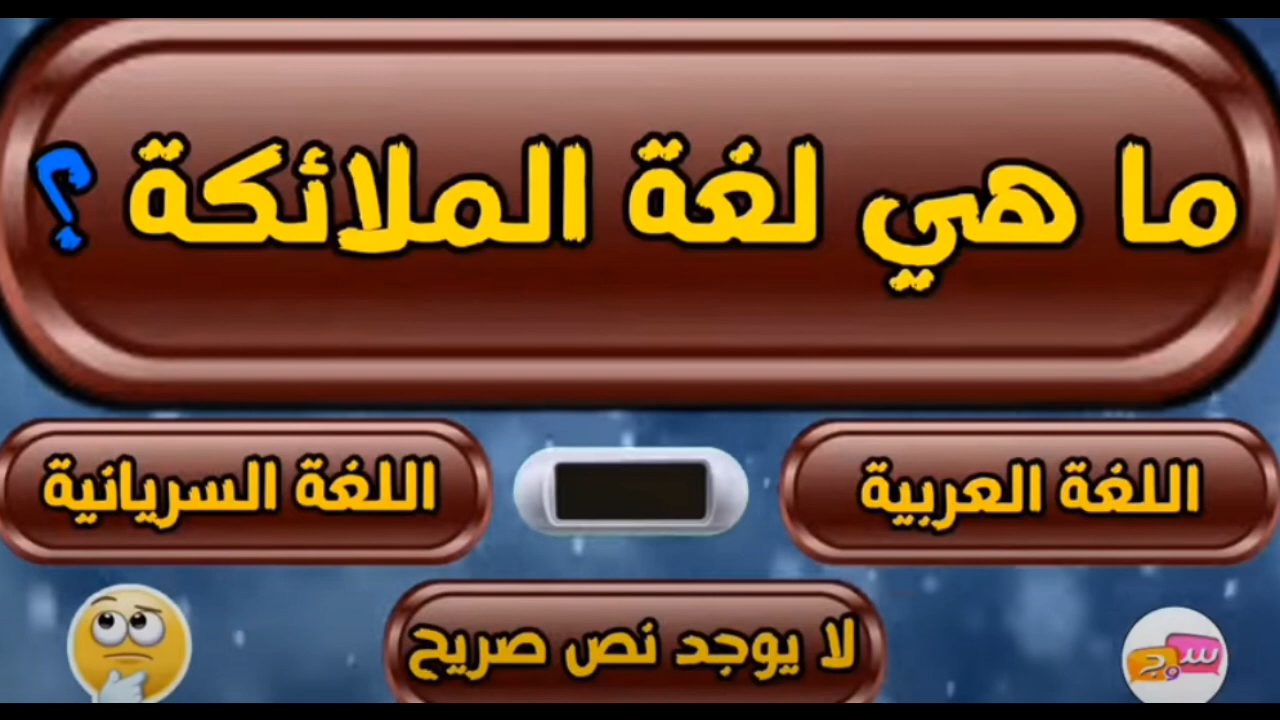 ما هي لغة الملائكة ؟
اللغة العربية
اللغة السريانية
لا يوجد نص صريح
س و ج